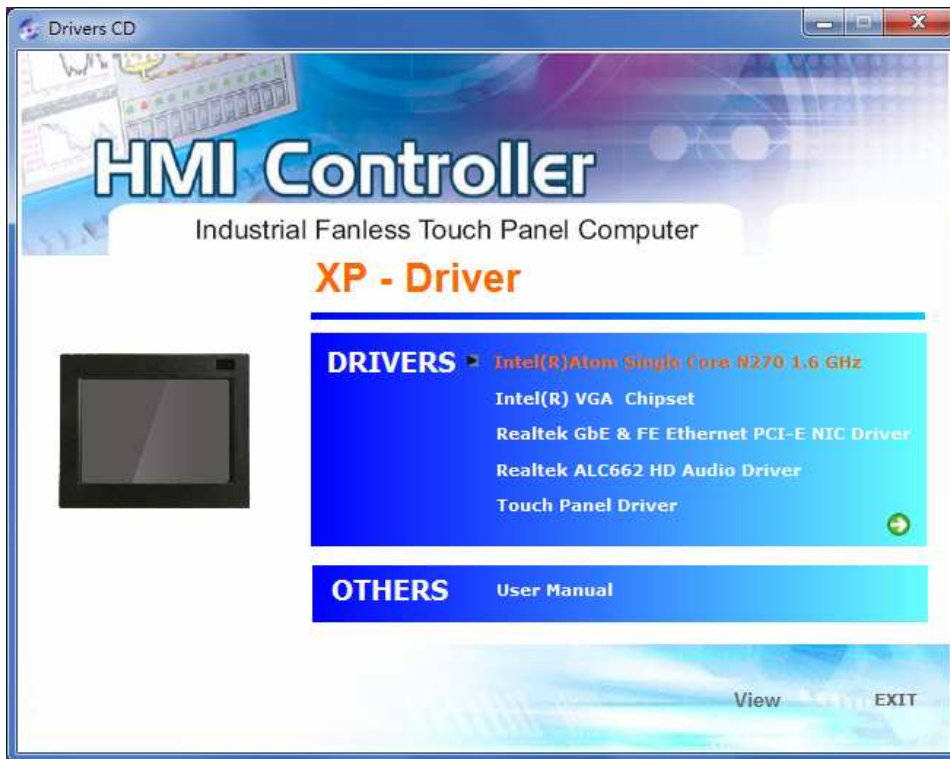 Drivers CD
HMI Controller
Industrial Fanless Touch Panel Computer
XP - Driver
DRIVERS Intel(R)Atom Single Core N270 1.6 GHz
Intel(R) VGA Chipset
Realtek GbE & FE Ethernet PCI-E NIC Driver
Realtek ALC662 HD Audio Driver
Touch Panel Driver
OTHERS User Manual
View EXIT